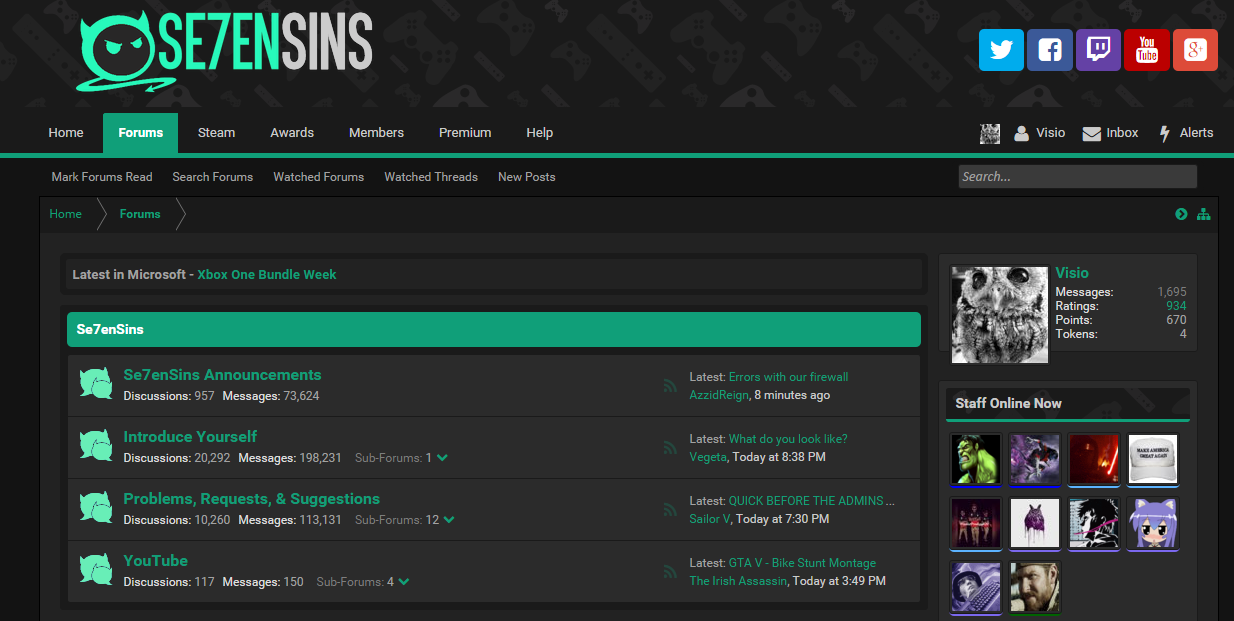 SE7ENSINS
You
Tube
g+
Home Forums Steam Awards Members Premium Help Visio Inbox Alerts
Mark Forums Read Search Forums Watched Forums Watched Threads New Posts Search...
Home Forums
Latest in Microsoft - Xbox One Bundle Week
Se7enSins
Se7enSins Announcements
Discussions: 957 Messages: 73,624
Latest: Errors with our firewall
AzzidReign, 8 minutes ago
Introduce Yourself
Discussions: 20,292 Messages: 198,231 Sub-Forums: 1
Latest: What do you look like?
Vegeta, Today at 8:38 PM
Problems, Requests, & Suggestions
Discussions: 10,260 Messages: 113,131 Sub-Forums: 12
Latest: QUICK BEFORE THE ADMINS ...
Sailor V, Today at 7:30 PM
YouTube
Discussions: 117 Messages: 150 Sub-Forums: 4
Latest: GTA V - Bike Stunt Montage
The Irish Assassin, Today at 3:49 PM
Visio
Messages: 1,695
Ratings: 934
Points: 670
Tokens: 4
Staff Online Now
MAKE AMERICA
GREAT AGAIN